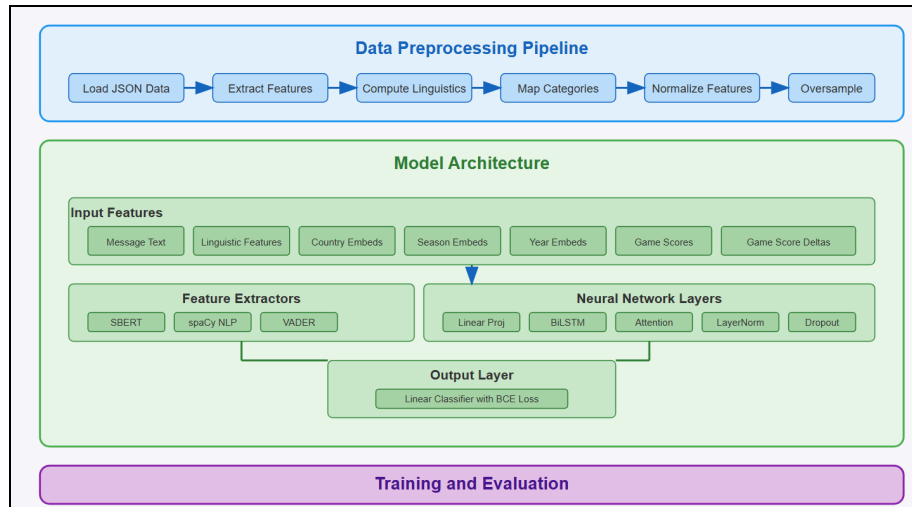 Data Preprocessing Pipeline
Load JSON Data
Extract Features
Compute Linguistics
Map Categories
Normalize Features
Oversample
Model Architecture
Input Features
Message Text
Linguistic Features
Country Embeds
Season Embeds
Year Embeds
Game Scores
Game Score Deltas
Feature Extractors
SBERT
spaCy NLP
VADER
Neural Network Layers
Linear Proj
BiLSTM
Attention
LayerNorm
Dropout
Output Layer
Linear Classifier with BCE Loss
Training and Evaluation